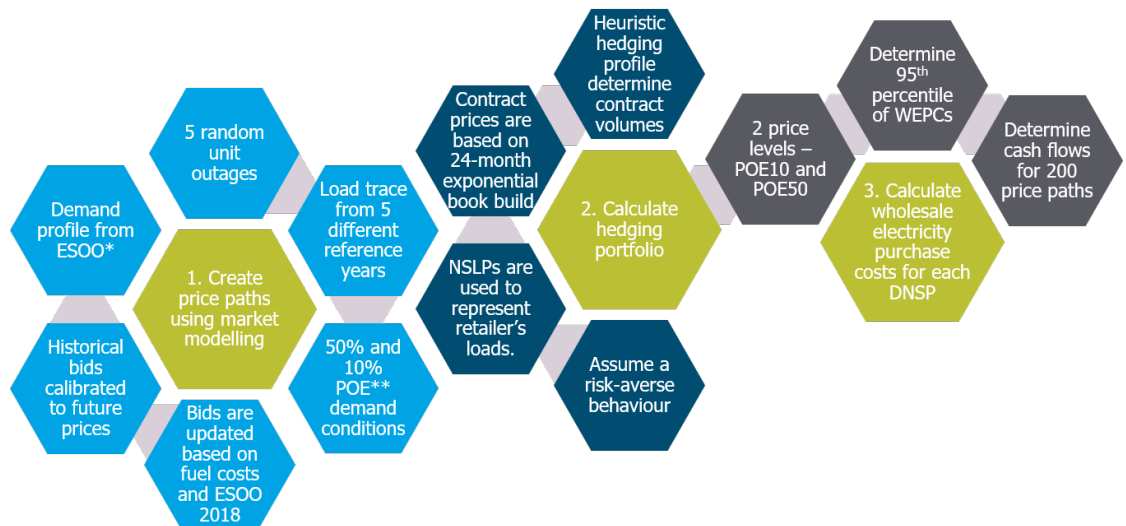 5 random
unit
outages
Demand
profile from
ESOO*
Load trace
from 5
different
reference
years
1. Create
price paths
using market
modelling
Historical
bids
calibrated
to future
prices
50% and
10%
POE**
demand
conditions
Bids are
updated
based on
fuel costs
and ESOO
2018
Heuristic
hedging
profile
determine
contract
volumes
Contract
prices are
based on
24-month
exponential
book build
2. Calculate
hedging
portfolio
NSLPs are
used to
represent
retailer's
loads.
Assume a
risk-averse
behaviour
Determine
95th
percentile
of WEPCs
2 price
levels –
POE10 and
POE50
Determine
cash flows
for 200
price paths
3. Calculate
wholesale
electricity
purchase
costs for each
DNSP